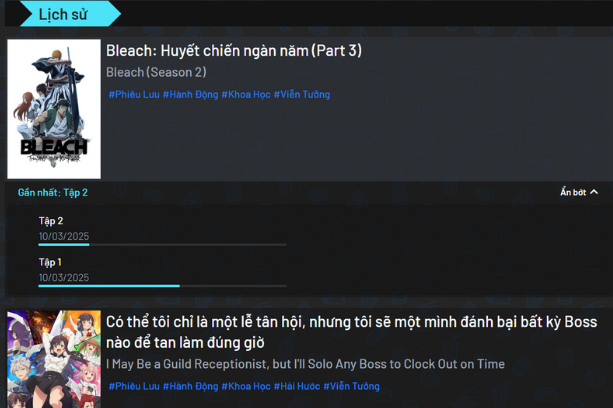 Lịch sử
Bleach: Huyết chiến ngàn năm (Part 3)
Bleach (Season 2)
#Phiêu Lưu #Hành Động #Khoa Học #Viễn Tưởng
BLEACH
Gần nhất: Tập 2
Ẩn bớt
Tập 2
10/03/2025
Tập 1
10/03/2025
Có thể tôi chỉ là một lễ tân hội, nhưng tôi sẽ một mình đánh bại bất kỳ Boss
nào để tan làm đúng giờ
I May Be a Guild Receptionist, but I'll Solo Any Boss to Clock Out on Time
#Phiêu Lưu #Hành Động #Khoa Học #Hài Hước #Viễn Tưởng